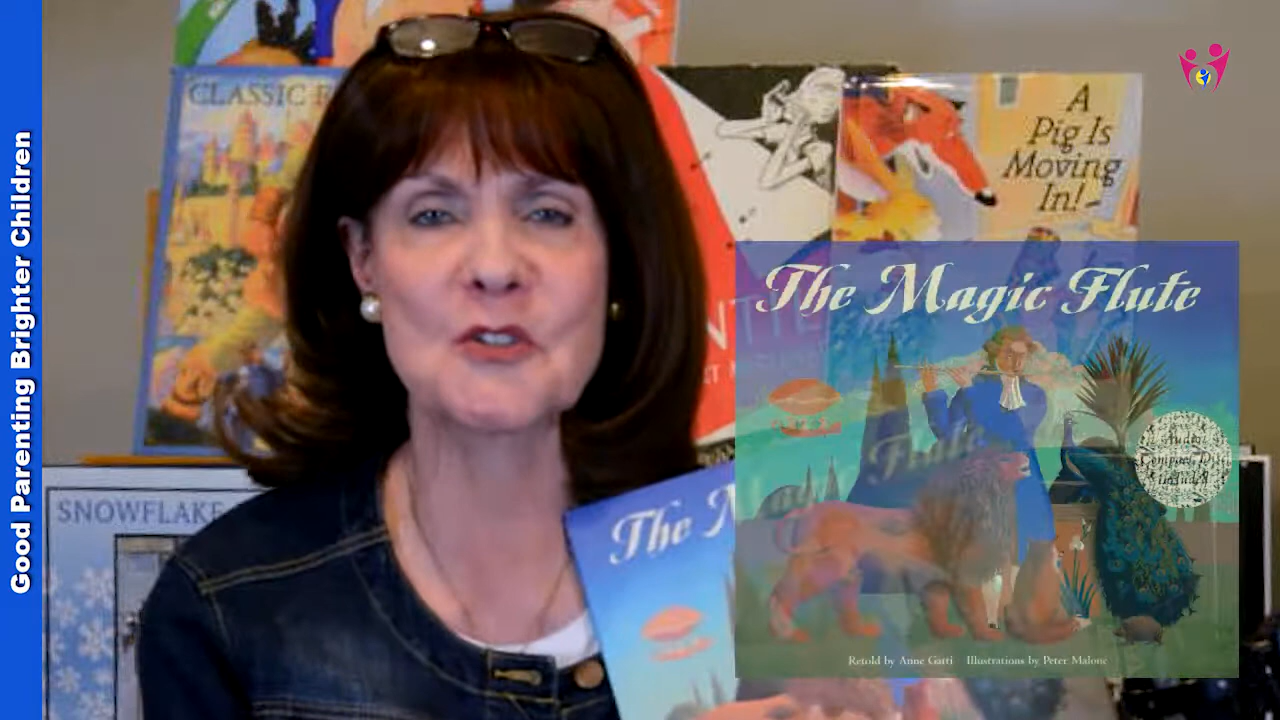 Good Parenting Brighter Children
CLASSIC
A
Pig Is
Moving
In!
SNOWFLAKE
The
The Magic Flute
Audio
Compact Disc
Included
Retold by Anne Gatti Illustrations by Peter Malone